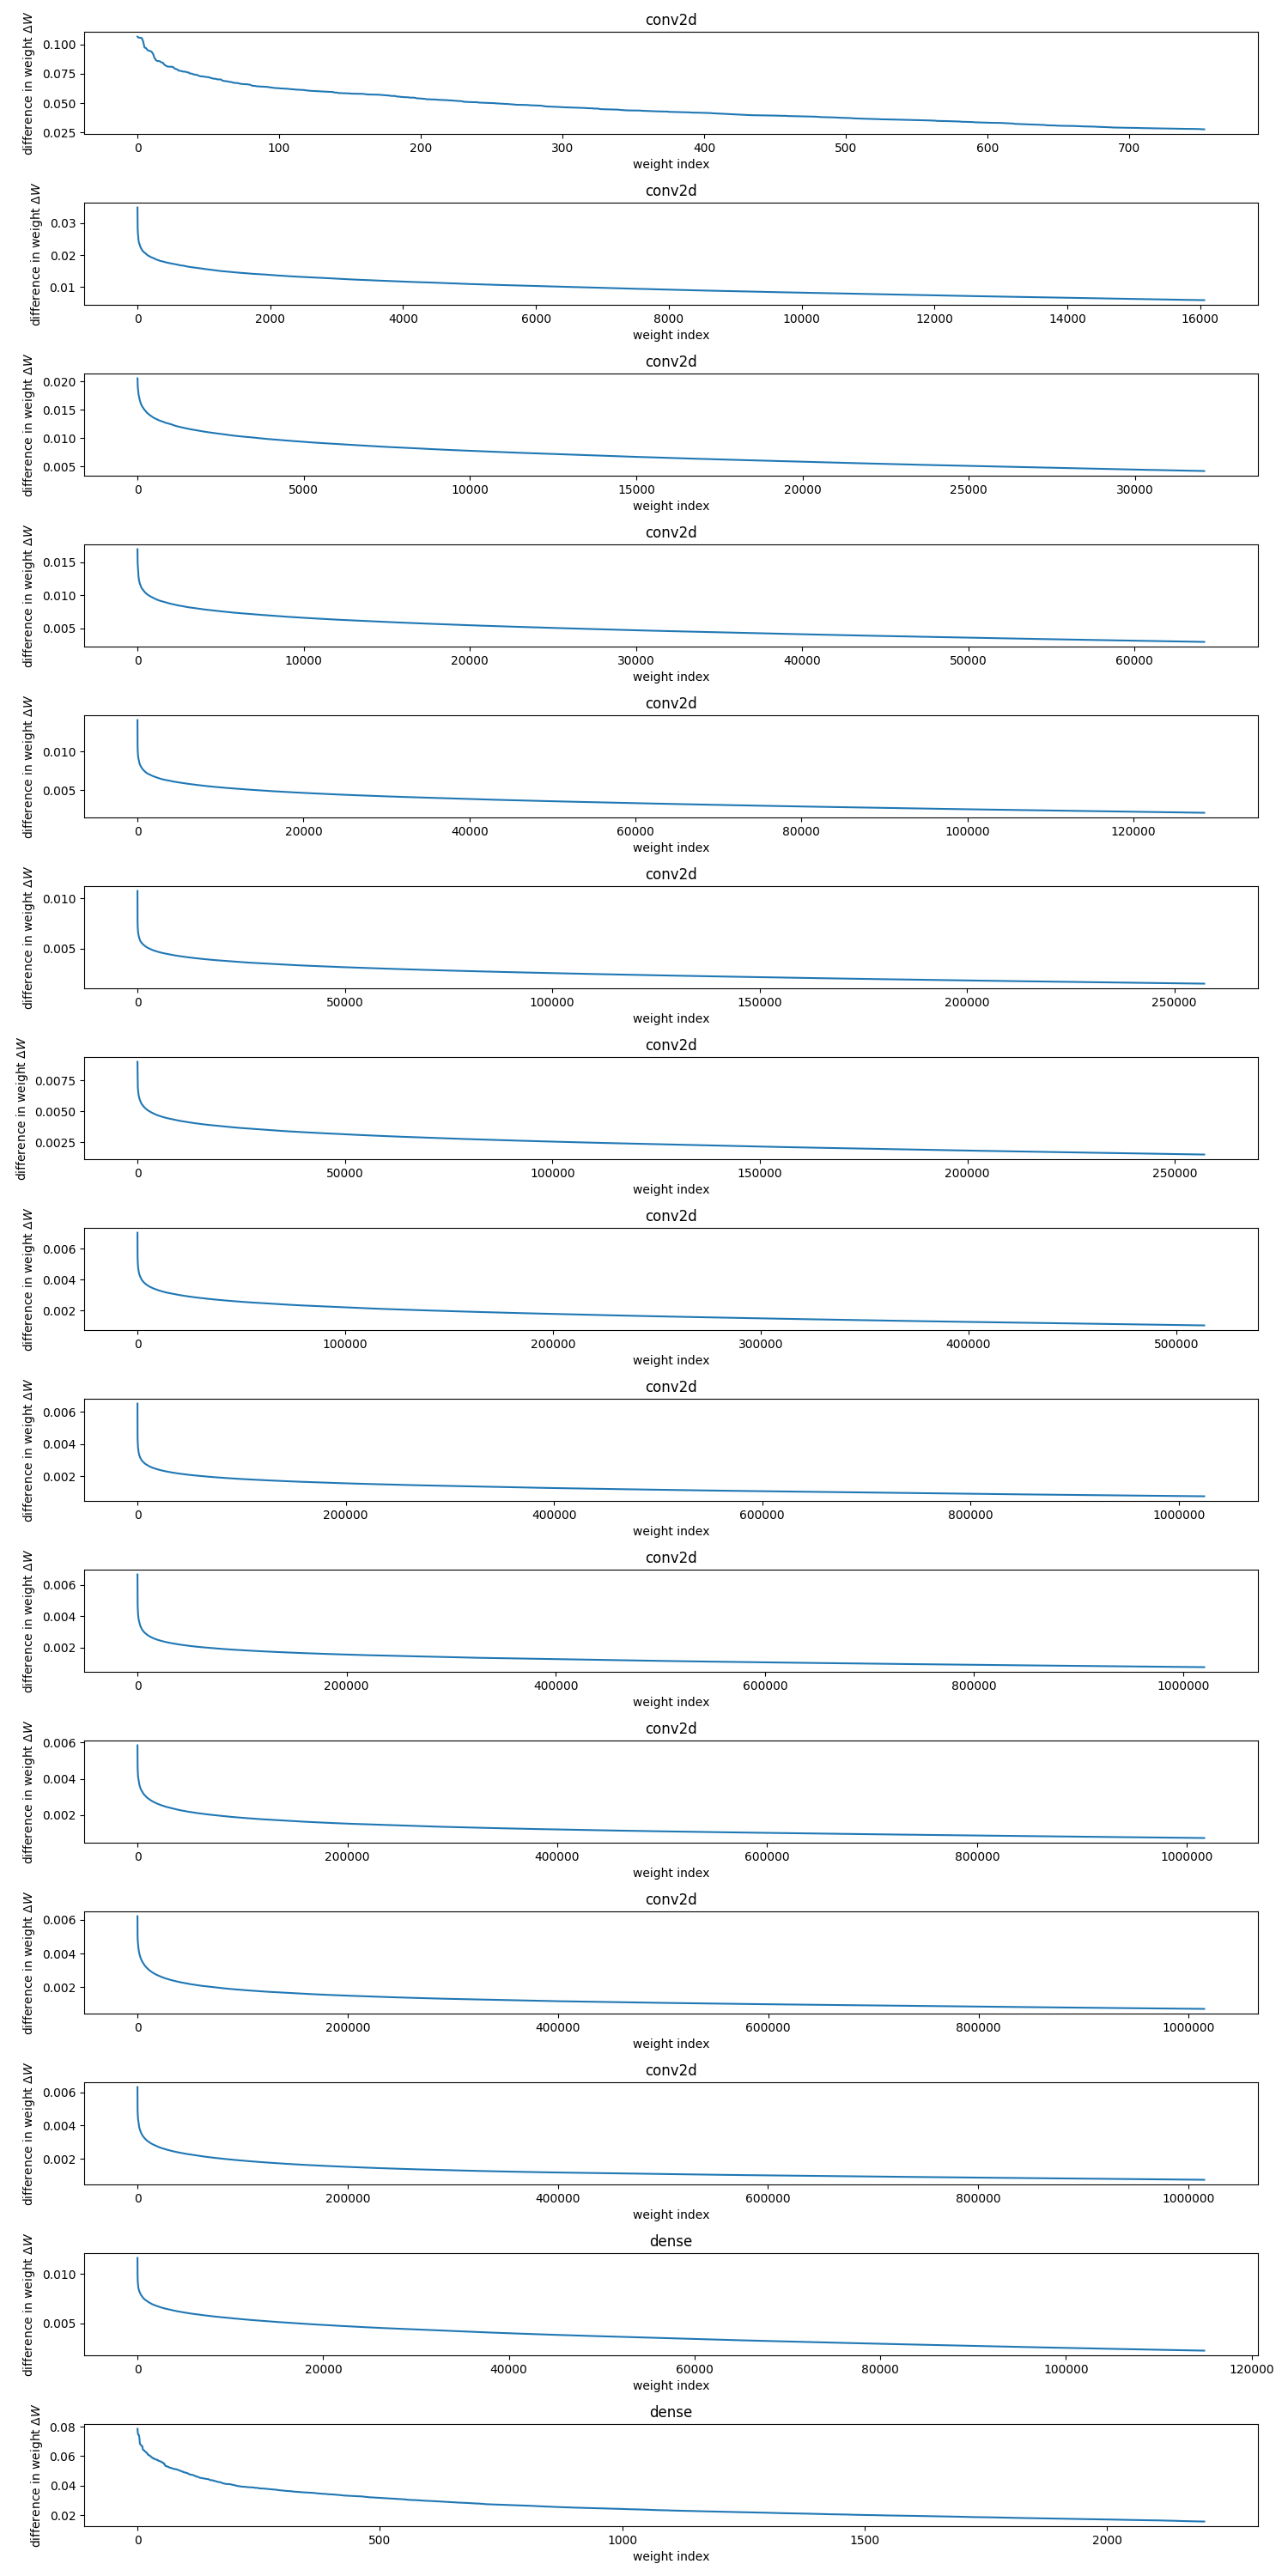 conv2d
difference in weight ΔW
0.100
0.075
0.050
0.025
0 100 200 300 400 500 600 700
weight index
conv2d
difference in weight ΔW
0.03
0.02
0.01
0 2000 4000 6000 8000 10000 12000 14000 16000
weight index
conv2d
difference in weight ΔW
0.020
0.015
0.010
0.005
0 5000 10000 15000 20000 25000 30000
weight index
conv2d
difference in weight ΔW
0.015
0.010
0.005
0 10000 20000 30000 40000 50000 60000
weight index
conv2d
difference in weight ΔW
0.010
0.005
0 20000 40000 60000 80000 100000 120000
weight index
conv2d
difference in weight ΔW
0.010
0.005
0 50000 100000 150000 200000 250000
weight index
conv2d
difference in weight ΔW
0.0075
0.0050
0.0025
0 50000 100000 150000 200000 250000
weight index
conv2d
difference in weight ΔW
0.006
0.004
0.002
0 100000 200000 300000 400000 500000
weight index
conv2d
difference in weight ΔW
0.006
0.004
0.002
0 200000 400000 600000 800000 1000000
weight index
conv2d
difference in weight ΔW
0.006
0.004
0.002
0 200000 400000 600000 800000 1000000
weight index
conv2d
difference in weight ΔW
0.006
0.004
0.002
0 200000 400000 600000 800000 1000000
weight index
conv2d
difference in weight ΔW
0.006
0.004
0.002
0 200000 400000 600000 800000 1000000
weight index
conv2d
difference in weight ΔW
0.006
0.004
0.002
0 200000 400000 600000 800000 1000000
weight index
dense
difference in weight ΔW
0.010
0.005
0 20000 40000 60000 80000 100000 120000
weight index
dense
difference in weight ΔW
0.08
0.06
0.04
0.02
0 500 1000 1500 2000
weight index